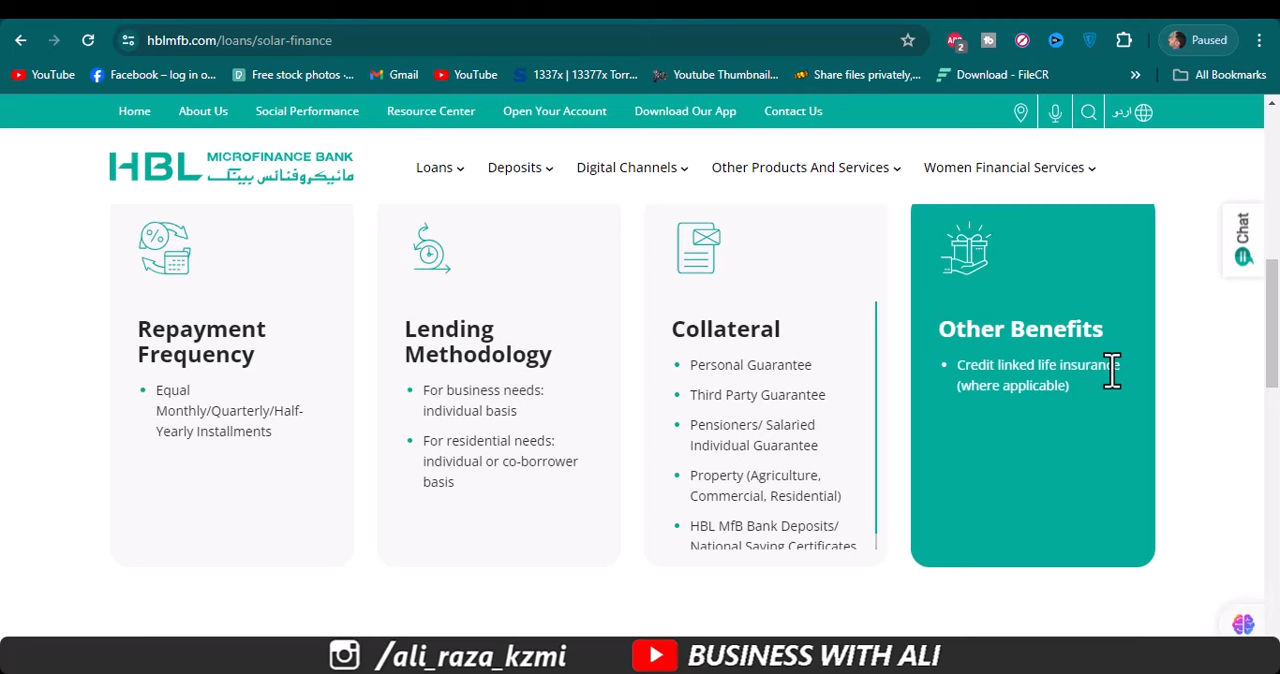 hblmfb.com/loans/solar-finance
2
Paused
YouTube
Facebook – log in o...
Free stock photos -...
Gmail
YouTube
1337x | 13377x Torr...
Youtube Thumbnail...
Share files privately,...
Download - FileCR
»
All Bookmarks
Home
About Us
Social Performance
Resource Center
Open Your Account
Download Our App
Contact Us
اردو
HBL MICROFINANCE BANK
مائیکروفنانس بینک
Loans
Deposits
Digital Channels
Other Products And Services
Women Financial Services
Chat
%
Repayment
Frequency
Equal
Monthly/Quarterly/Half-
Yearly Installments
Lending
Methodology
For business needs:
individual basis
For residential needs:
individual or co-borrower
basis
Collateral
Personal Guarantee
Third Party Guarantee
Pensioners/ Salaried
Individual Guarantee
Property (Agriculture,
Commercial, Residential)
HBL MfB Bank Deposits/
National Saving Certificates
Other Benefits
Credit linked life insurance
(where applicable)
/ali_raza_kzmi
BUSINESS WITH ALI